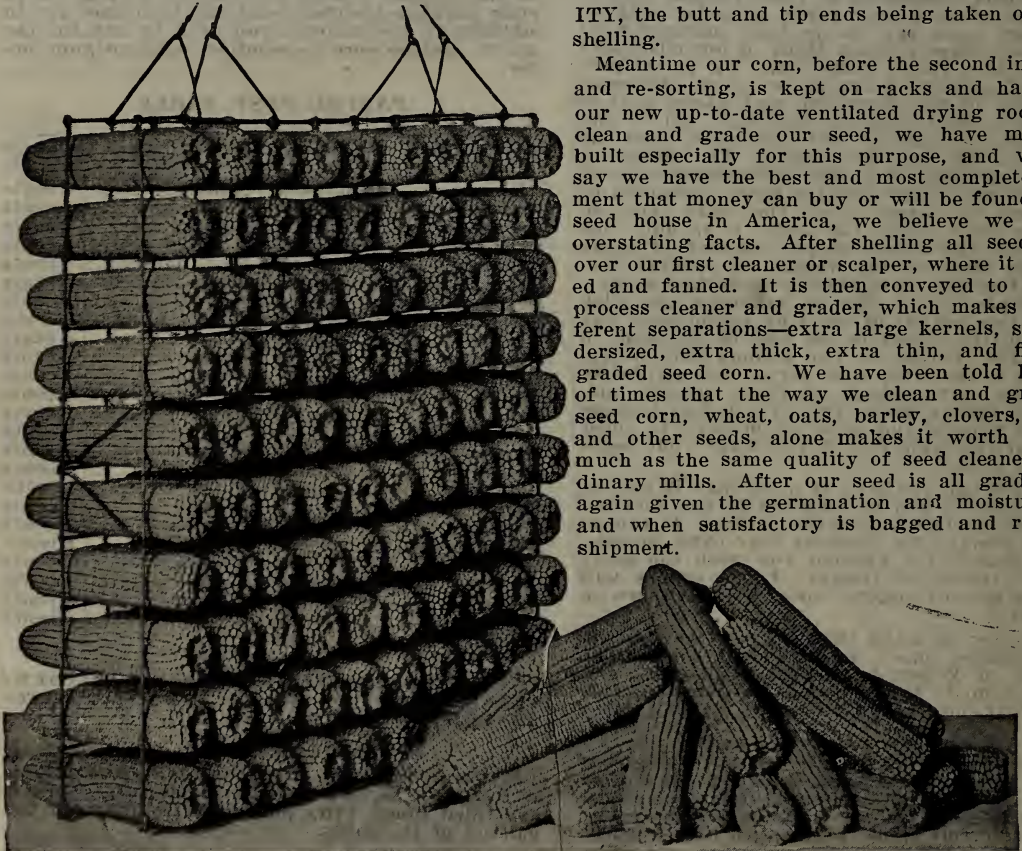 ITY, the butt and tip ends being taken o
shelling.
Meantime our corn, before the second in
and re-sorting, is kept on racks and ha
our new up-to-date ventilated drying roo
clean and grade our seed, we have m
built especially for this purpose, and v
say we have the best and most complet
ment that money can buy or will be foun
seed house in America, we believe we
overstating facts. After shelling all see
over our first cleaner or scalper, where it
ed and fanned. It is then conveyed to
process cleaner and grader, which makes
ferent separations—extra large kernels, s
dersized, extra thick, extra thin, and f
graded seed corn. We have been told
of times that the way we clean and gr
seed corn, wheat, oats, barley, clovers,
and other seeds, alone makes it worth
much as the same quality of seed cleane
dinary mills. After our seed is all grad
again given the germination and moistu
and when satisfactory is bagged and r
shipment.